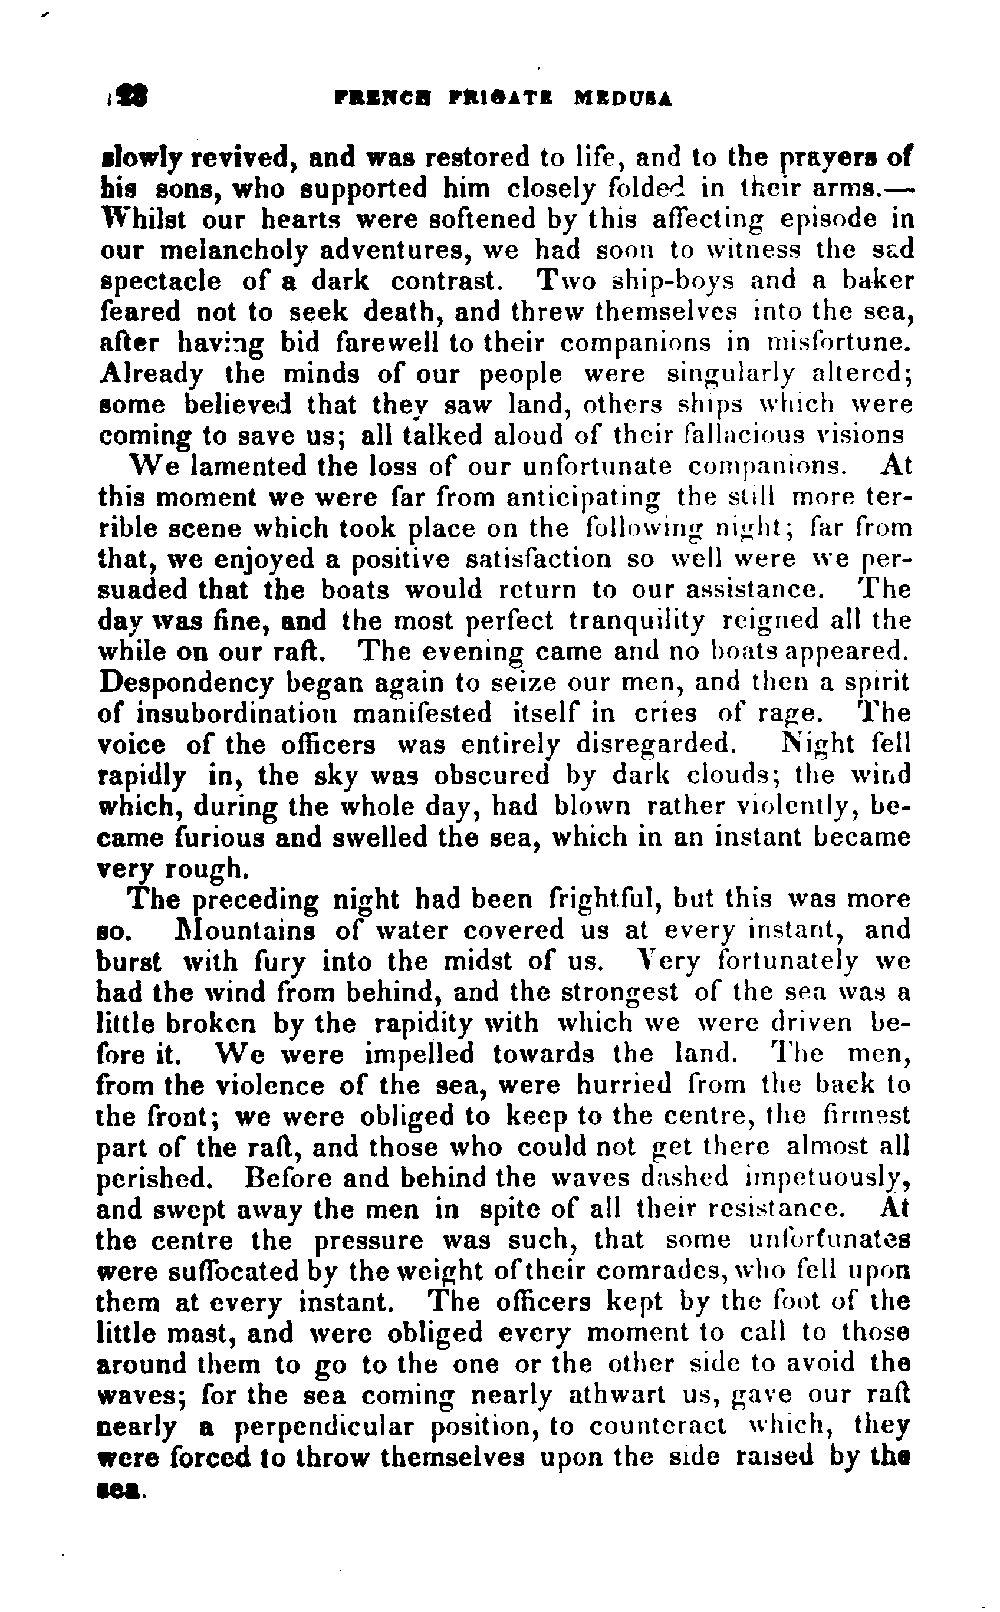 28 FRENCH FRIGATE MEDUSA
slowly revived, and was restored to life, and to the prayers of
his sons, who supported him closely folded in their arms.—
Whilst our hearts were softened by this affecting episode in
our melancholy adventures, we had soon to witness the sad
spectacle of a dark contrast. Two ship-boys and a baker
feared not to seek death, and threw themselves into the sea,
after having bid farewell to their companions in misfortune.
Already the minds of our people were singularly altered;
some believed that they saw land, others ships which were
coming to save us; all talked aloud of their fallacious visions
We lamented the loss of our unfortunate companions. At
this moment we were far from anticipating the still more ter-
rible scene which took place on the following night; far from
that, we enjoyed a positive satisfaction so well were we per-
suaded that the boats would return to our assistance. The
day was fine, and the most perfect tranquility reigned all the
while on our raft. The evening came and no boats appeared.
Despondency began again to seize our men, and then a spirit
of insubordination manifested itself in cries of rage. The
voice of the officers was entirely disregarded. Night fell
rapidly in, the sky was obscured by dark clouds; the wind
which, during the whole day, had blown rather violently, be-
came furious and swelled the sea, which in an instant became
very rough.
The preceding night had been frightful, but this was more
so. Mountains of water covered us at every instant, and
burst with fury into the midst of us. Very fortunately we
had the wind from behind, and the strongest of the sea was a
little broken by the rapidity with which we were driven be-
fore it. We were impelled towards the land. The men,
from the violence of the sea, were hurried from the back to
the front; we were obliged to keep to the centre, the firmest
part of the raft, and those who could not get there almost all
perished. Before and behind the waves dashed impetuously,
and swept away the men in spite of all their resistance. At
the centre the pressure was such, that some unfortunates
were suffocated by the weight of their comrades, who fell upon
them at every instant. The officers kept by the foot of the
little mast, and were obliged every moment to call to those
around them to go to the one or the other side to avoid the
waves; for the sea coming nearly athwart us, gave our raft
nearly a perpendicular position, to counteract which, they
were forced to throw themselves upon the side raised by the
sea.